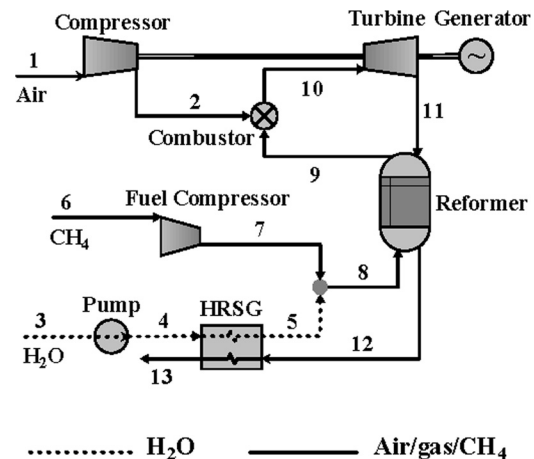 Compressor
Turbine Generator
1
Air
2
10
~
Combustor
11
9
Reformer
6
CH₄
Fuel Compressor
7
8
Pump
HRSG
3
4
5
12
H₂O
13
H₂O
Air/gas/CH₄